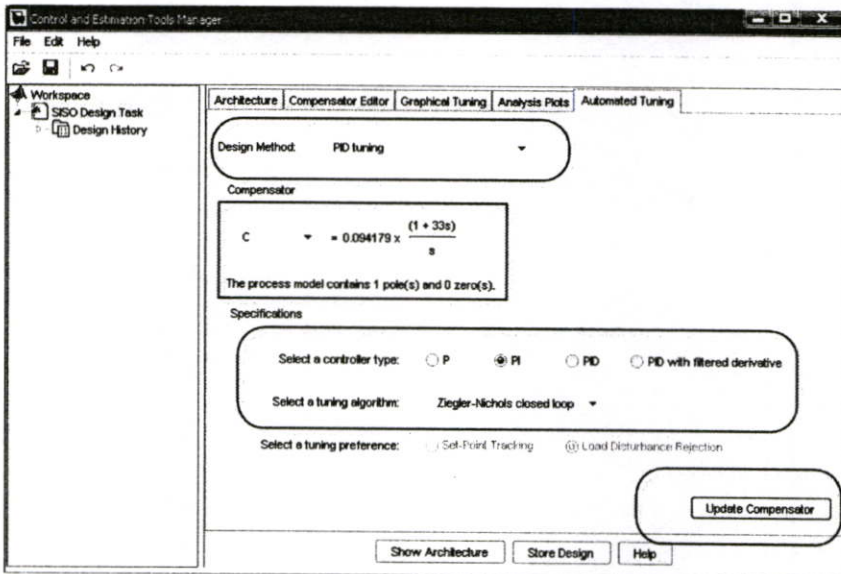 Control and Estimation Tools Manager
File Edit Help
Workspace
SISO Design Task
Design History
Architecture Compensator Editor Graphical Tuning Analysis Plots Automated Tuning
Design Method: PID tuning
Compensator
C = 0.094179 x (1 + 33s)
s
The process model contains 1 pole(s) and 0 zero(s).
Specifications
Select a controller type: P PI PID PID with filtered derivative
Select a tuning algorithm: Ziegler-Nichols closed loop
Select a tuning preference: Set-Point Tracking Load Disturbance Rejection
Update Compensator
Show Architecture Store Design Help